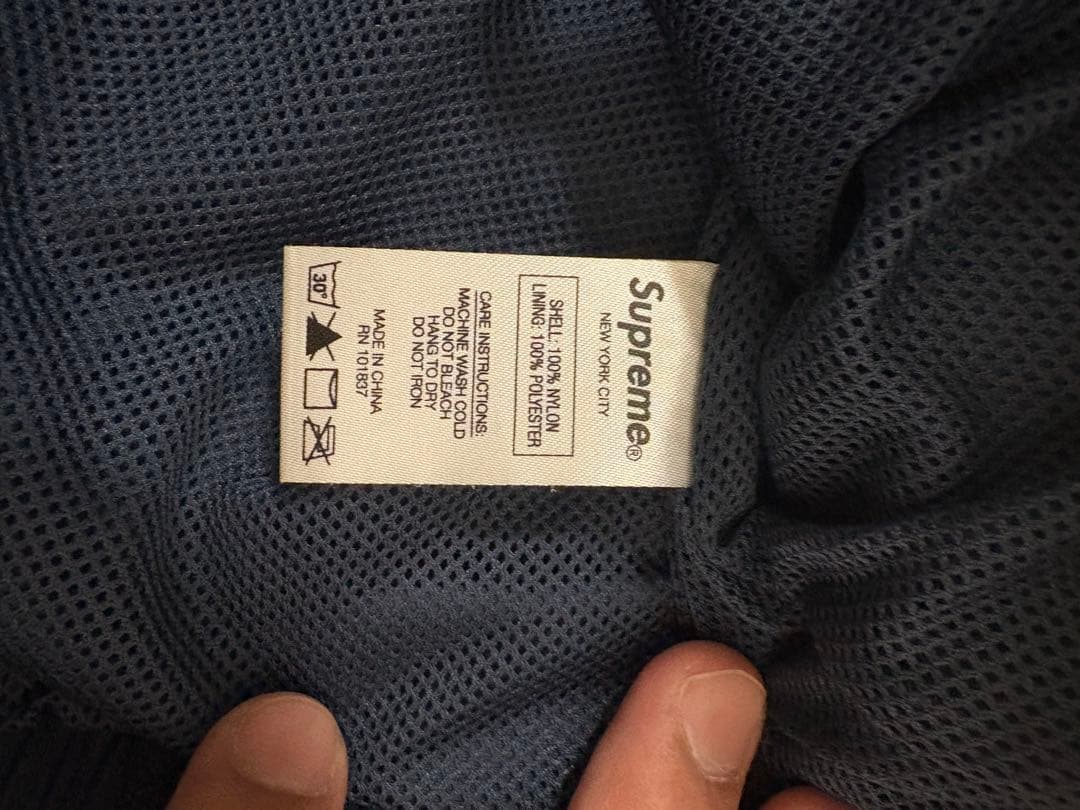 Supreme®
NEW YORK CITY
SHELL: 100% NYLON
LINING: 100% POLYESTER
CARE INSTRUCTIONS:
MACHINE WASH COLD
DO NOT BLEACH
HANG TO DRY
DO NOT IRON
MADE IN CHINA
RN 101837
30°